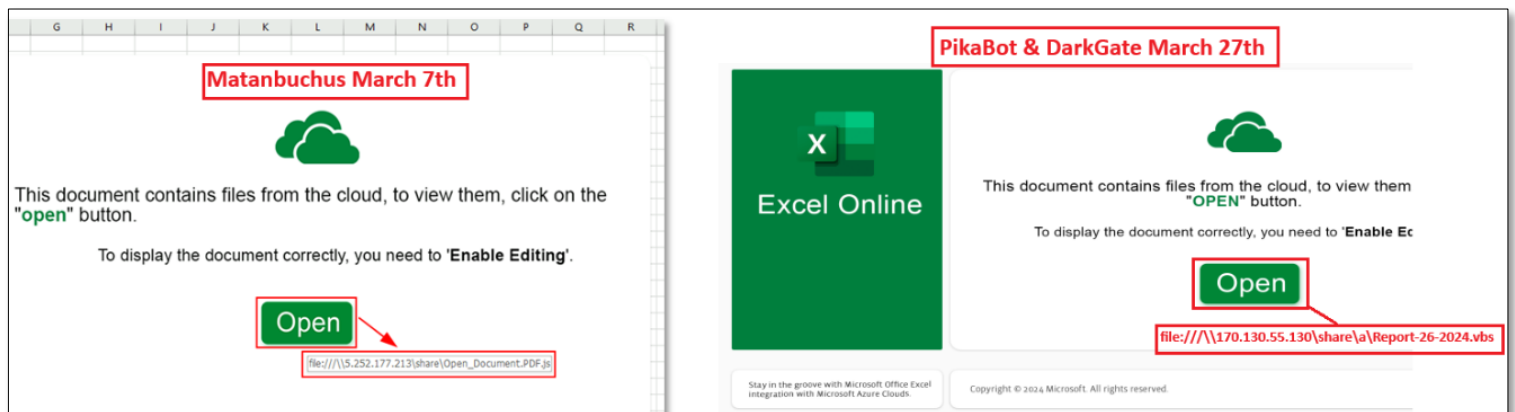 G H I J K L M N O P Q R
Matanbuchus March 7th
This document contains files from the cloud, to view them, click on the
"open" button.
To display the document correctly, you need to 'Enable Editing'.
Open
file:///\\5.252.177.213\share\Open_Document.PDF.js
PikaBot & DarkGate March 27th
X
Excel Online
This document contains files from the cloud, to view them
"OPEN" button.
To display the document correctly, you need to 'Enable Ec
Open
file:///\\170.130.55.130\share\a\Report-26-2024.vbs
Stay in the groove with Microsoft Office Excel
integration with Microsoft Azure Clouds.
Copyright © 2024 Microsoft. All rights reserved.